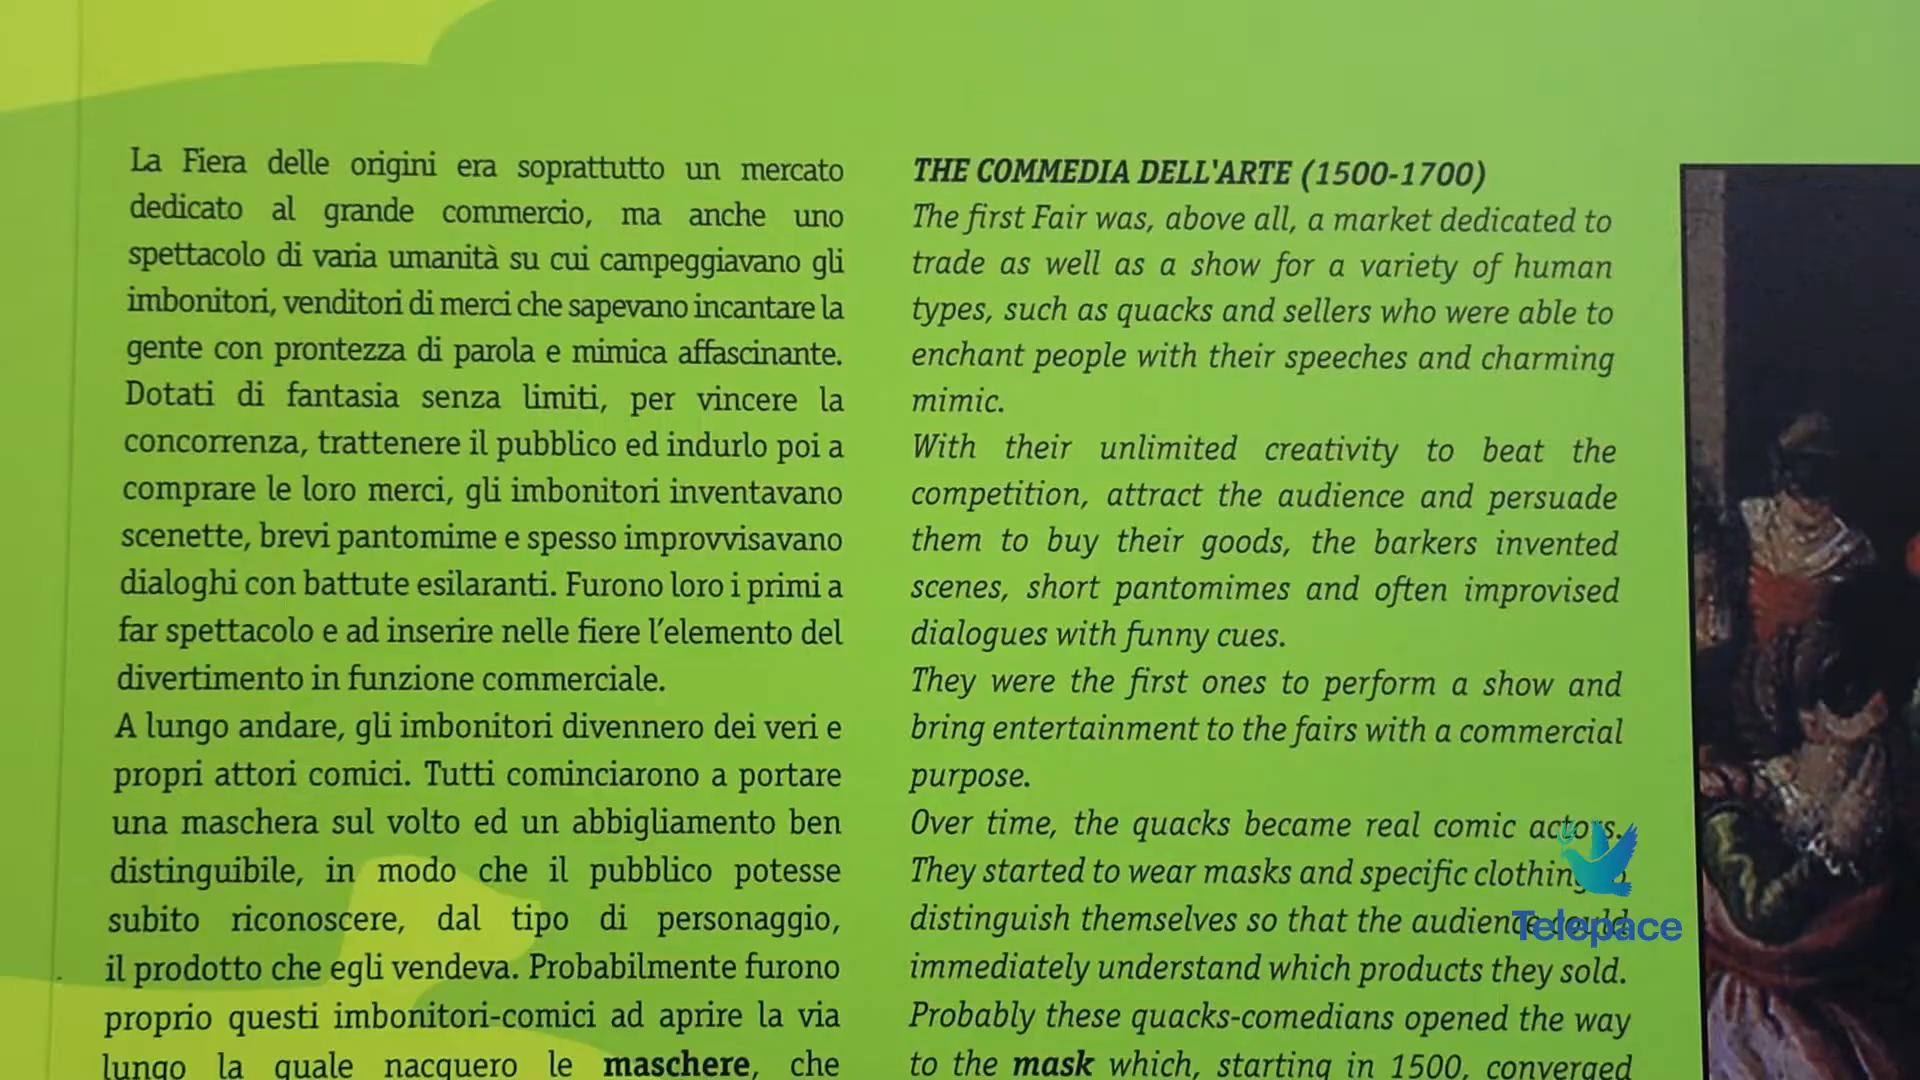 La Fiera delle origini era soprattutto un mercato
dedicato al grande commercio, ma anche uno
spettacolo di varia umanità su cui campeggiavano gli
imbonitori, venditori di merci che sapevano incantare la
gente con prontezza di parola e mimica affascinante.
Dotati di fantasia senza limiti, per vincere la
concorrenza, trattenere il pubblico ed indurlo poi a
comprare le loro merci, gli imbonitori inventavano
scenette, brevi pantomime e spesso improvvisavano
dialoghi con battute esilaranti. Furono loro i primi a
far spettacolo e ad inserire nelle fiere l'elemento del
divertimento in funzione commerciale.
A lungo andare, gli imbonitori divennero dei veri e
propri attori comici. Tutti cominciarono a portare
una maschera sul volto ed un abbigliamento ben
distinguibile, in modo che il pubblico potesse
subito riconoscere, dal tipo di personaggio,
il prodotto che egli vendeva. Probabilmente furono
proprio questi imbonitori-comici ad aprire la via
lungo la quale nacquero le maschere, che
THE COMMEDIA DELL'ARTE (1500-1700)
The first Fair was, above all, a market dedicated to
trade as well as a show for a variety of human
types, such as quacks and sellers who were able to
enchant people with their speeches and charming
mimic.
With their unlimited creativity to beat the
competition, attract the audience and persuade
them to buy their goods, the barkers invented
scenes, short pantomimes and often improvised
dialogues with funny cues.
They were the first ones to perform a show and
bring entertainment to the fairs with a commercial
purpose.
Over time, the quacks became real comic actors.
They started to wear masks and specific clothing to
distinguish themselves so that the audience could
immediately understand which products they sold.
Probably these quacks-comedians opened the way
to the mask which, starting in 1500, converged
Telepace